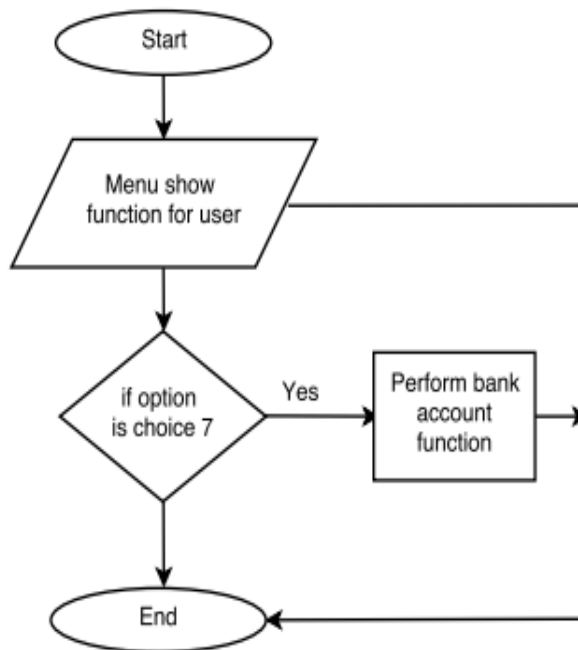 Start
Menu show
function for user
if option
is choice 7
Yes
Perform bank
account
function
End